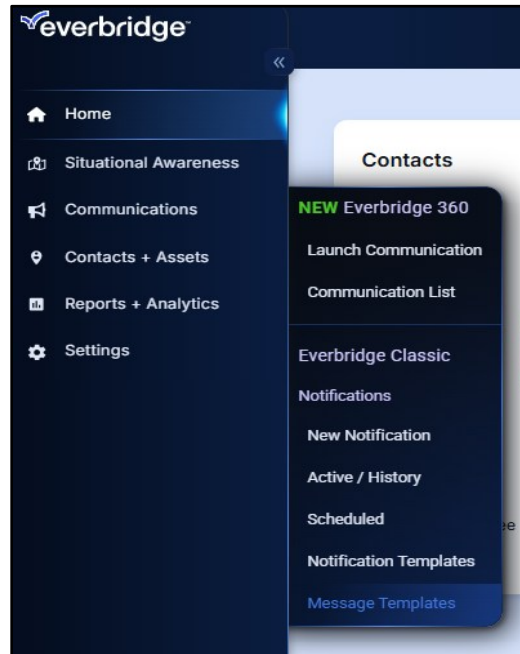 everbridge
Home
Situational Awareness
Communications
Contacts + Assets
Reports + Analytics
Settings
Contacts
NEW Everbridge 360
Launch Communication
Communication List
Everbridge Classic
Notifications
New Notification
Active / History
Scheduled
Notification Templates
Message Templates